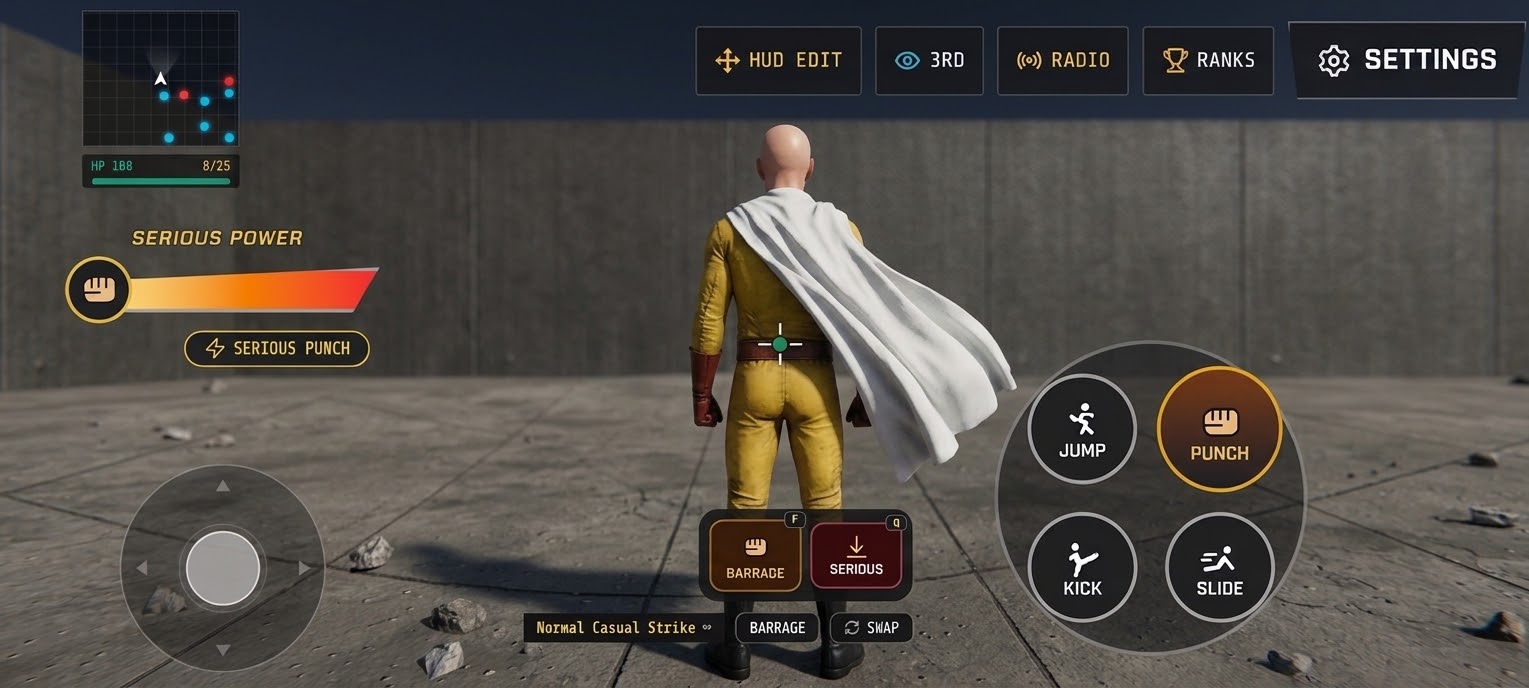 HUD EDIT
3RD
RADIO
RANKS
SETTINGS
HP 188
8/25
SERIOUS POWER
SERIOUS PUNCH
JUMP
PUNCH
KICK
SLIDE
F
Q
BARRAGE
SERIOUS
Normal Casual Strike ∞
BARRAGE
SWAP